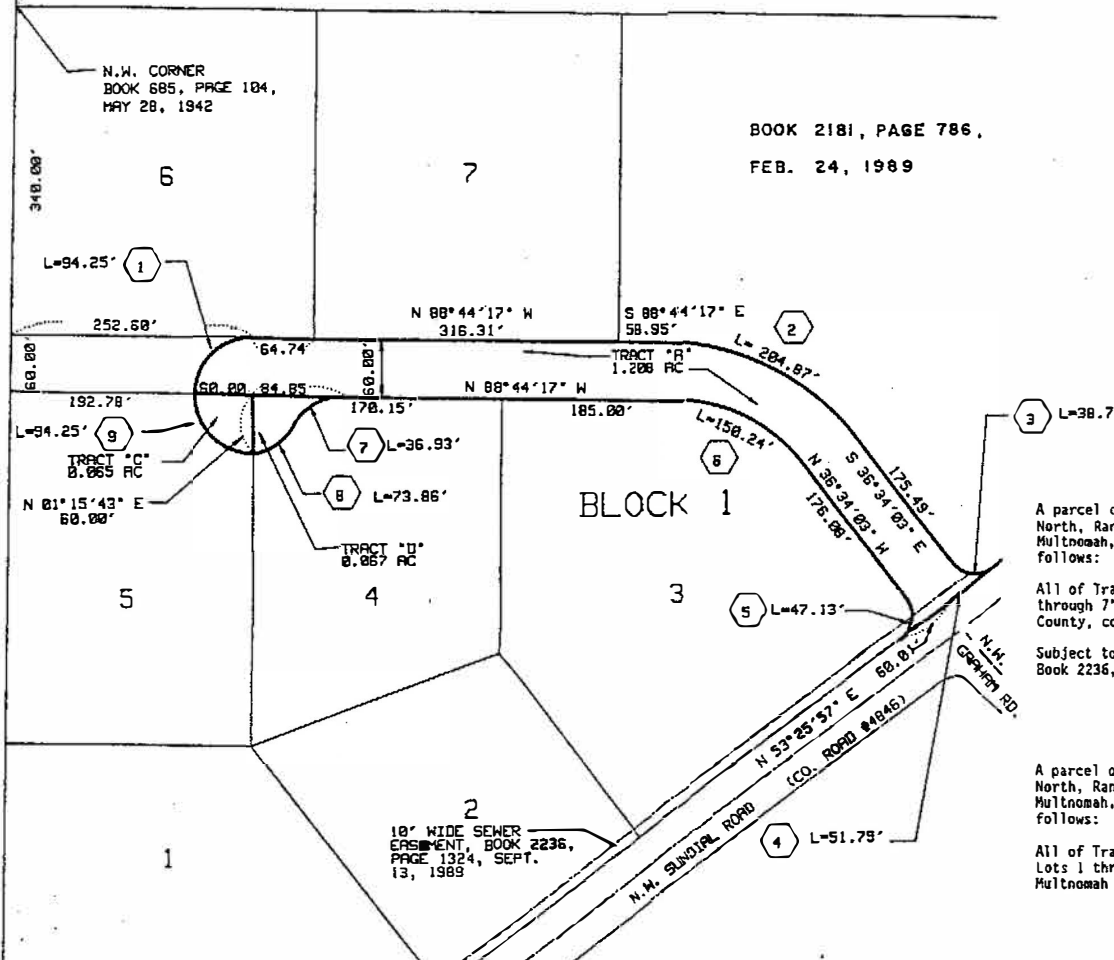 N.W. CORNER
BOOK 685, PAGE 104,
MAY 28, 1942
BOOK 2181, PAGE 786,
FEB. 24, 1989
6
7
340.00'
L=94.25' 1
252.60'
N 88°44'17" W
316.31'
S 88°44'17" E
58.95'
2
L= 204.87'
64.74
60.00'
60.00'
TRACT "A"
1.208 AC
60.00 84.85
N 88°44'17" W
192.78'
170.15'
185.00'
3 L=38.7
L=94.25' 9
7 L=36.93'
L=150.24'
6
TRACT "C"
0.065 AC
8 L=73.86'
N 01°15'43" E
60.00'
175.49'
S 36°34'03" E
N 36°34'03" W
176.08'
BLOCK 1
TRACT "D"
0.067 AC
5
4
3
5 L=47.13'
60.01'
N.W.
GRAHAM RD.
A parcel o
North, Ran
Multnomah,
follows:
All of Tra
through 7"
County, co
Subject to
Book 2236,
N 53°25'57" E
N.W. SUNDIAL ROAD (CO. ROAD #4846)
2
10' WIDE SEWER
EASEMENT, BOOK 2236,
PAGE 1324, SEPT.
13, 1989
1
4 L=51.75'
A parcel o
North, Ran
Multnomah,
follows:
All of Tra
Lots 1 thr
Multnomah